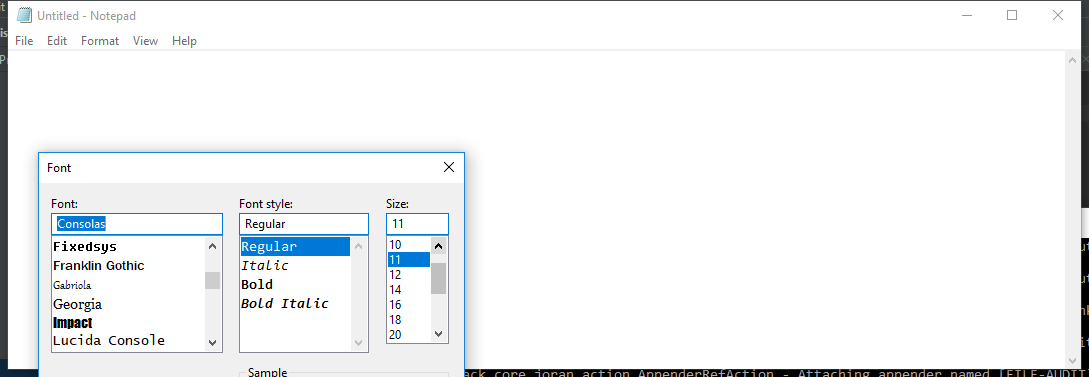 Untitled - Notepad
File Edit Format View Help
Font
Font: Font style: Size:
Consolas Regular 11
Fixedsys Regular 10
Franklin Gothic Italic 11
Gabriola Bold 12
Georgia Bold Italic 14
Impact 16
Lucida Console 18
20
Sample
ack.core.joran.action.AppenderRefAction - Attaching appender named [FILE-AUDIT